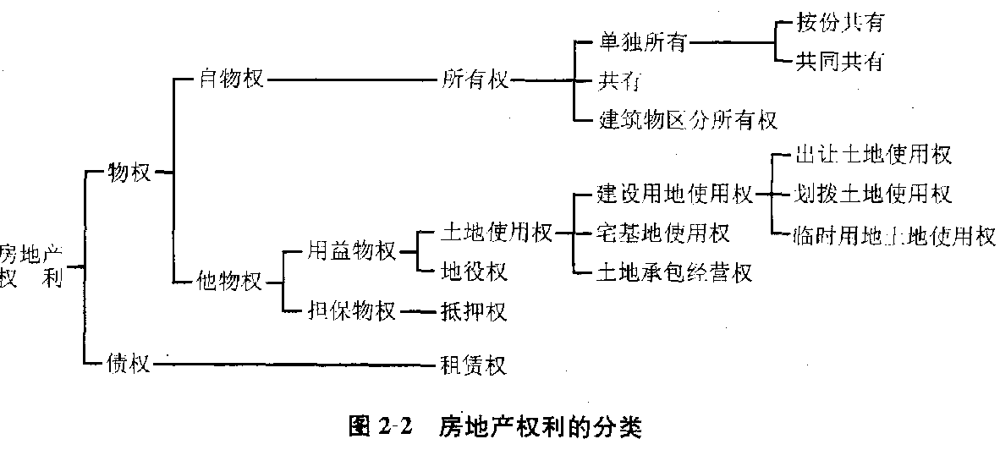 按份共有
单独所有
共同共有
自物权
所有权
共有
建筑物区分所有权
出让土地使用权
物权
建设用地使用权
划拨土地使用权
土地使用权
宅基地使用权
临时用地土地使用权
用益物权
房地产
权 利
地役权
土地承包经营权
他物权
担保物权
抵押权
债权
租赁权
图 2-2 房地产权利的分类